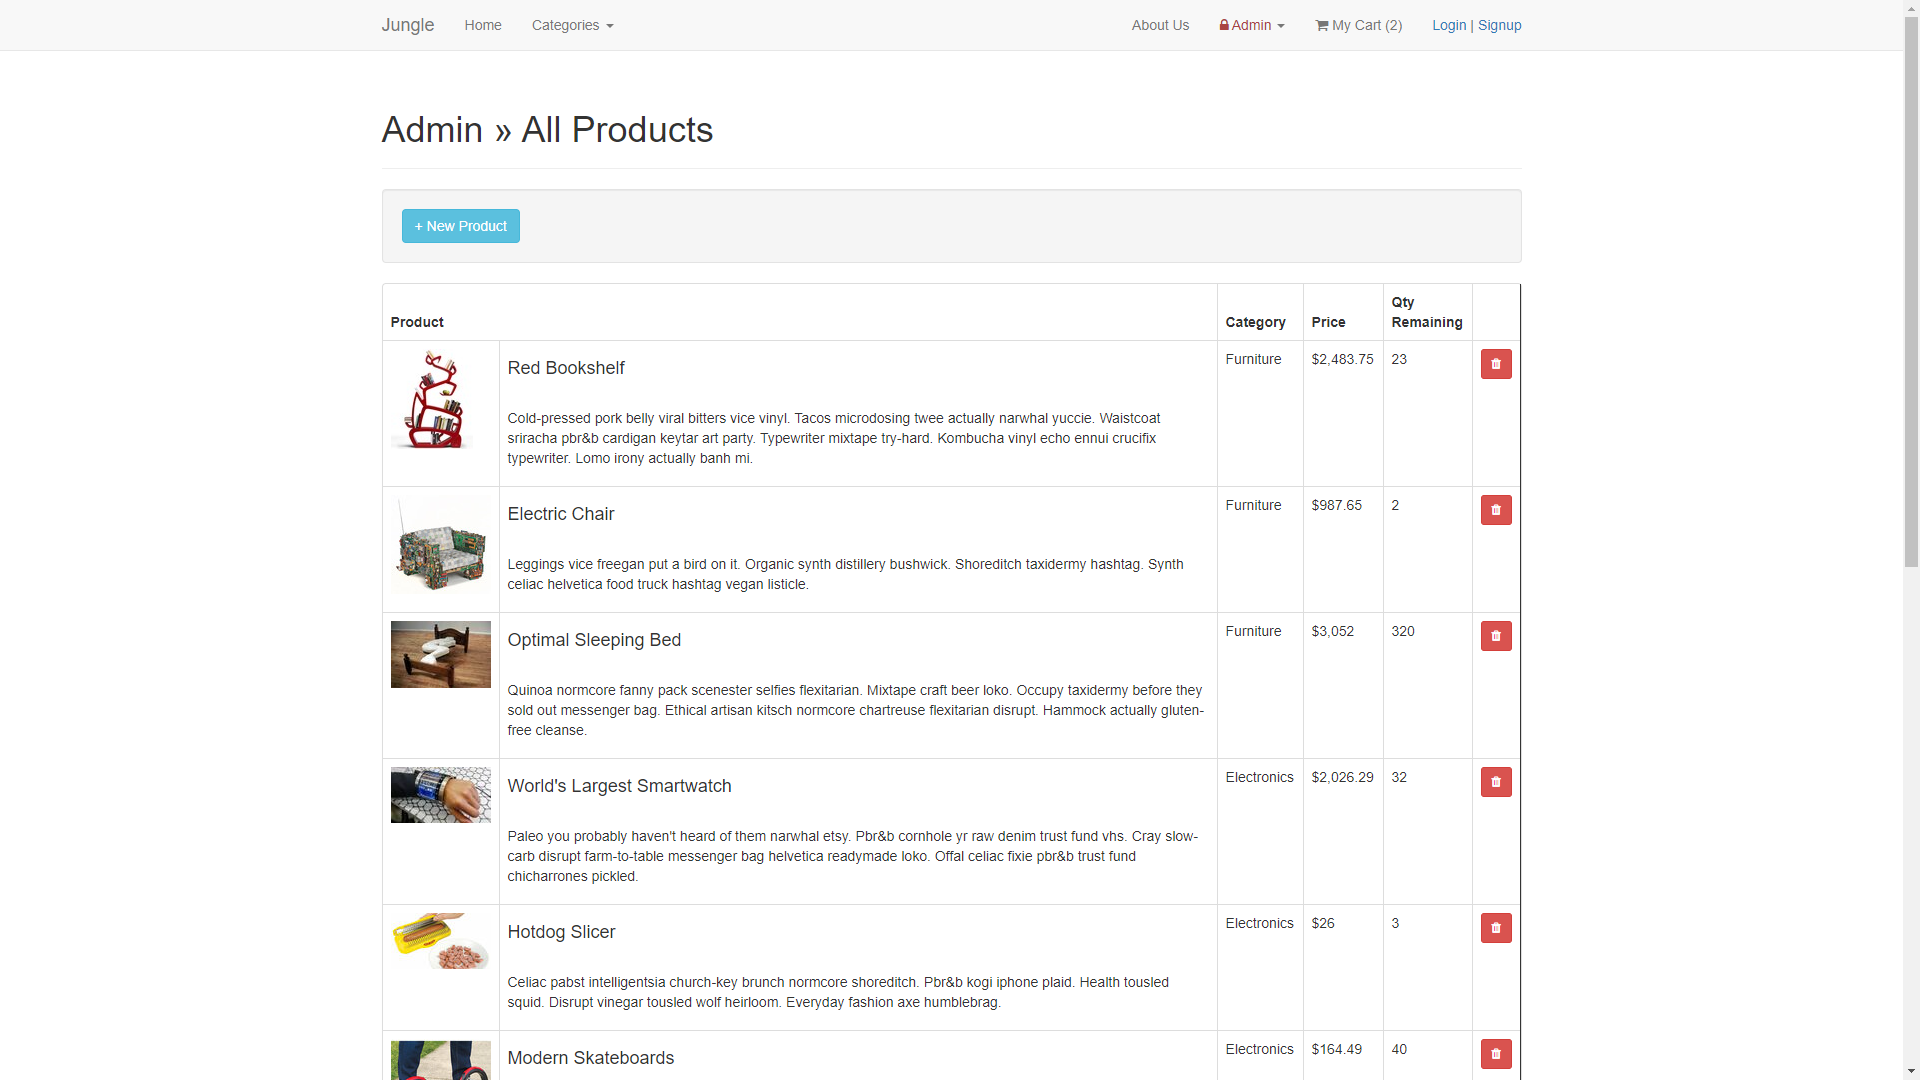 Jungle Home Categories About Us Admin My Cart (2) Login | Signup
Admin » All Products
+ New Product
Product Category Price Qty Remaining
Red Bookshelf Furniture $2,483.75 23
Cold-pressed pork belly viral bitters vice vinyl. Tacos microdosing twee actually narwhal yuccie. Waistcoat
sriracha pbr&b cardigan keytar art party. Typewriter mixtape try-hard. Kombucha vinyl echo ennui crucifix
typewriter. Lomo irony actually banh mi.
Electric Chair Furniture $987.65 2
Leggings vice freegan put a bird on it. Organic synth distillery bushwick. Shoreditch taxidermy hashtag. Synth
celiac helvetica food truck hashtag vegan listicle.
Optimal Sleeping Bed Furniture $3,052 320
Quinoa normcore fanny pack scenester selfies flexitarian. Mixtape craft beer loko. Occupy taxidermy before they
sold out messenger bag. Ethical artisan kitsch normcore chartreuse flexitarian disrupt. Hammock actually gluten-
free cleanse.
World's Largest Smartwatch Electronics $2,026.29 32
Paleo you probably haven't heard of them narwhal etsy. Pbr&b cornhole yr raw denim trust fund vhs. Cray slow-
carb disrupt farm-to-table messenger bag helvetica readymade loko. Offal celiac fixie pbr&b trust fund
chicharrones pickled.
Hotdog Slicer Electronics $26 3
Celiac pabst intelligentsia church-key brunch normcore shoreditch. Pbr&b kogi iphone plaid. Health tousled
squid. Disrupt vinegar tousled wolf heirloom. Everyday fashion axe humblebrag.
Modern Skateboards Electronics $164.49 40